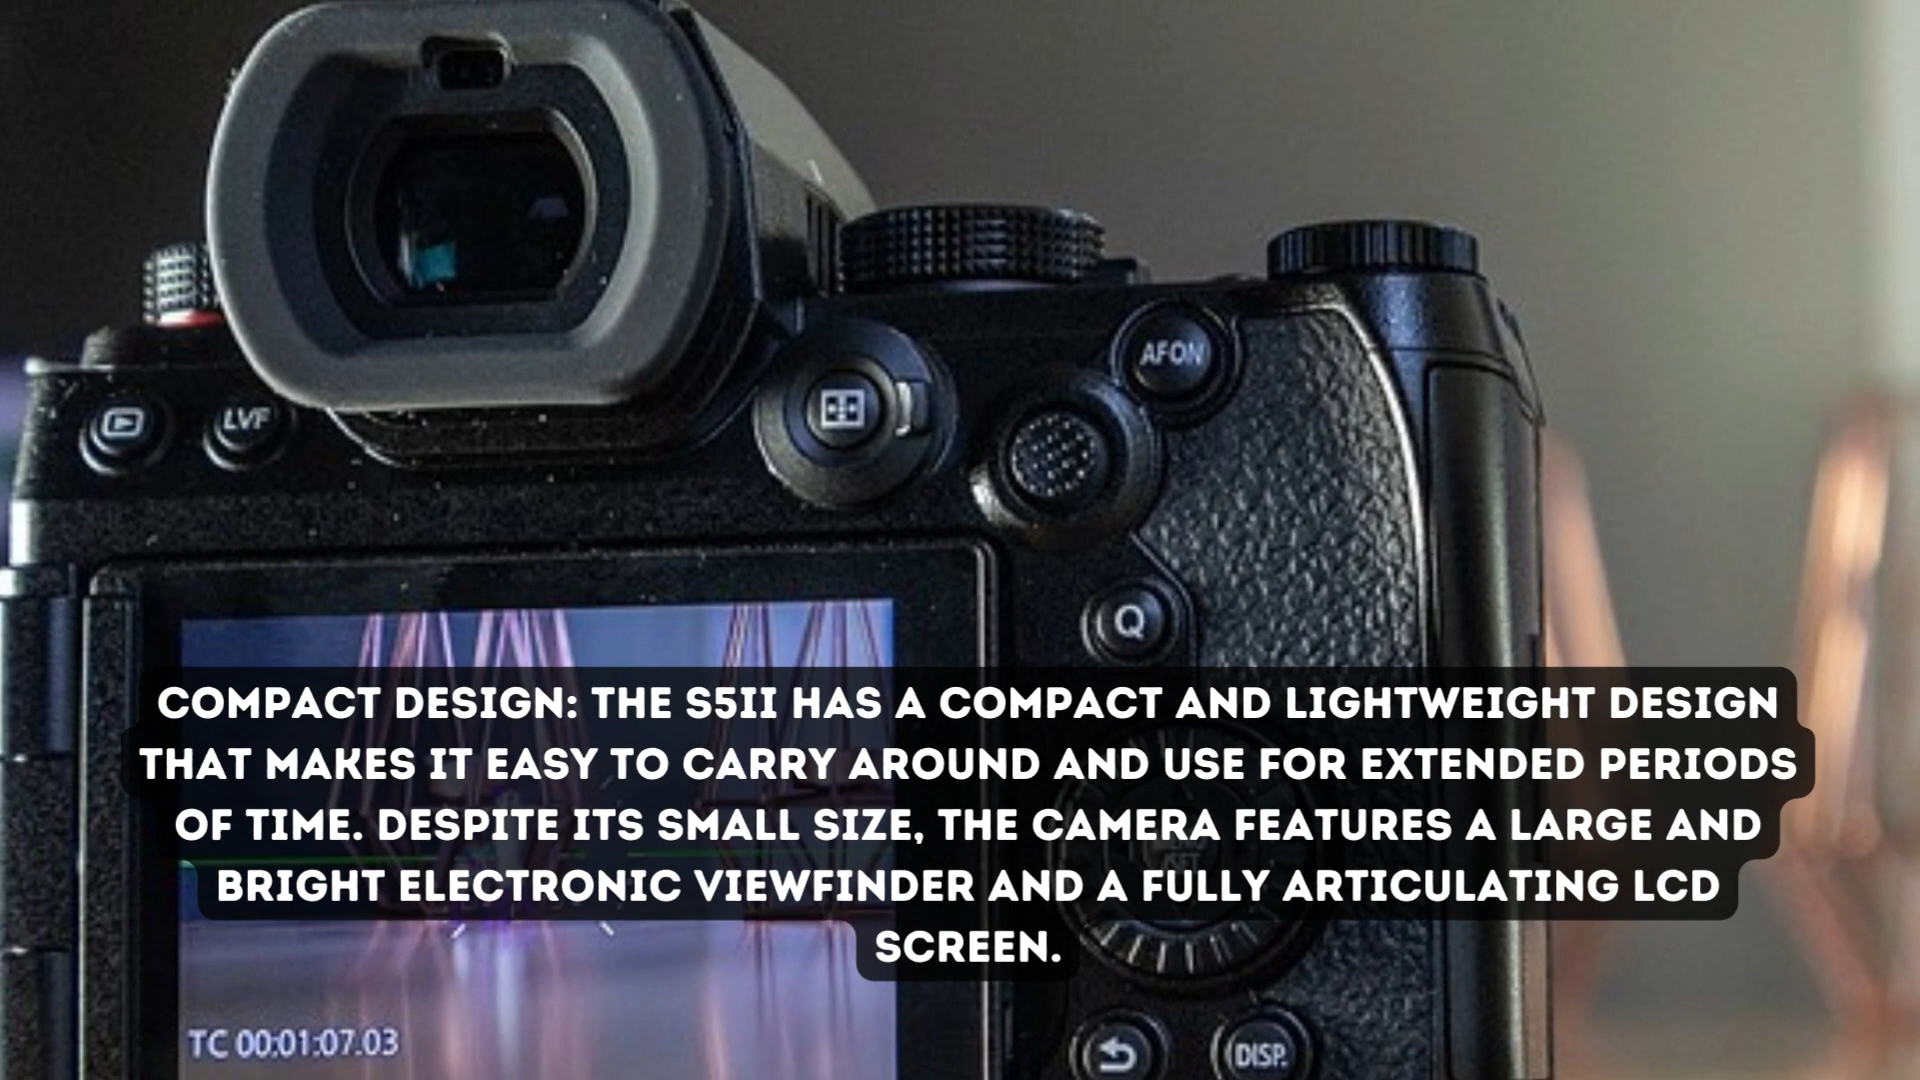 AFON
LVF
Q
COMPACT DESIGN: THE S5II HAS A COMPACT AND LIGHTWEIGHT DESIGN
THAT MAKES IT EASY TO CARRY AROUND AND USE FOR EXTENDED PERIODS
OF TIME. DESPITE ITS SMALL SIZE, THE CAMERA FEATURES A LARGE AND
BRIGHT ELECTRONIC VIEWFINDER AND A FULLY ARTICULATING LCD
SCREEN.
TC 00:01:07.03
DISP.